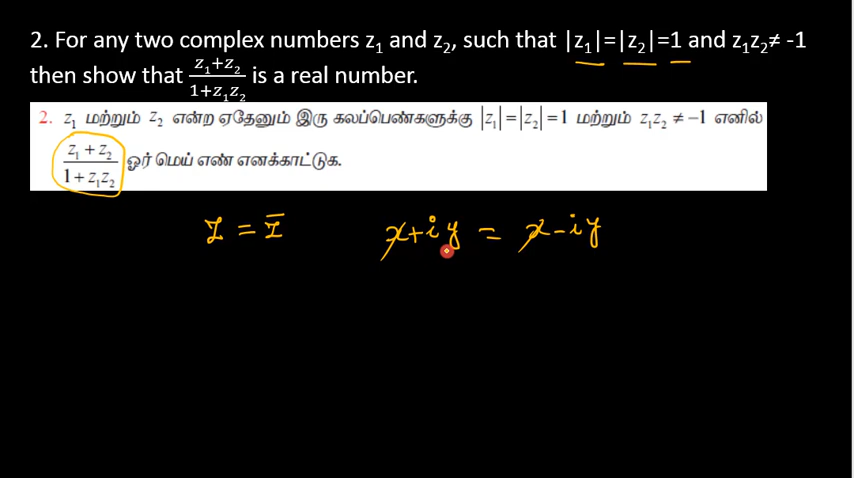 2. For any two complex numbers z₁ and z₂, such that |z₁|=|z₂|=1 and z₁z₂≠ -1
then show that (z₁+z₂)/(1+z₁z₂) is a real number.
2. z₁ மற்றும் z₂ என்ற ஏதேனும் இரு கலப்பெண்களுக்கு |z₁|=|z₂|=1 மற்றும் z₁z₂ ≠ −1 எனில்
(z₁ + z₂)/(1 + z₁z₂) ஓர் மெய் எண் எனக்காட்டுக.
z = z̅ x+iy = x-iy